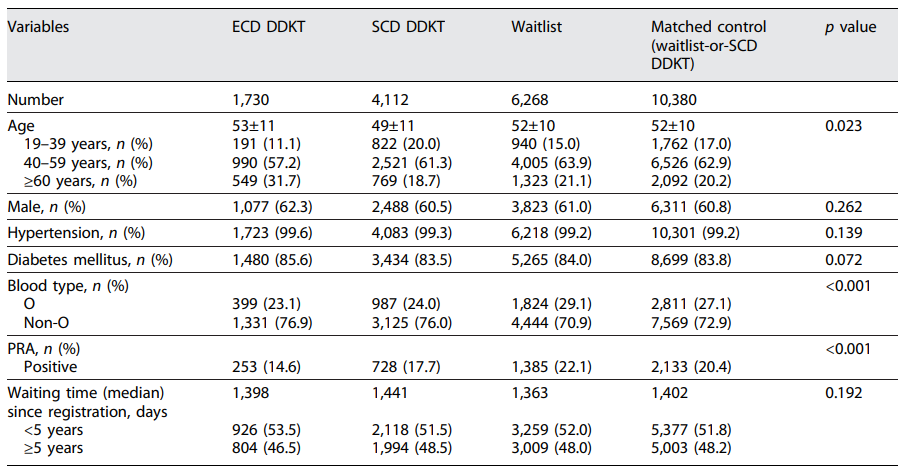 Variables ECD DDKT SCD DDKT Waitlist Matched control p value
(waitlist-or-SCD
DDKT)
Number 1,730 4,112 6,268 10,380
Age 53±11 49±11 52±10 52±10 0.023
19–39 years, n (%) 191 (11.1) 822 (20.0) 940 (15.0) 1,762 (17.0)
40–59 years, n (%) 990 (57.2) 2,521 (61.3) 4,005 (63.9) 6,526 (62.9)
≥60 years, n (%) 549 (31.7) 769 (18.7) 1,323 (21.1) 2,092 (20.2)
Male, n (%) 1,077 (62.3) 2,488 (60.5) 3,823 (61.0) 6,311 (60.8) 0.262
Hypertension, n (%) 1,723 (99.6) 4,083 (99.3) 6,218 (99.2) 10,301 (99.2) 0.139
Diabetes mellitus, n (%) 1,480 (85.6) 3,434 (83.5) 5,265 (84.0) 8,699 (83.8) 0.072
Blood type, n (%) <0.001
O 399 (23.1) 987 (24.0) 1,824 (29.1) 2,811 (27.1)
Non-O 1,331 (76.9) 3,125 (76.0) 4,444 (70.9) 7,569 (72.9)
PRA, n (%) <0.001
Positive 253 (14.6) 728 (17.7) 1,385 (22.1) 2,133 (20.4)
Waiting time (median) 1,398 1,441 1,363 1,402 0.192
since registration, days
<5 years 926 (53.5) 2,118 (51.5) 3,259 (52.0) 5,377 (51.8)
≥5 years 804 (46.5) 1,994 (48.5) 3,009 (48.0) 5,003 (48.2)